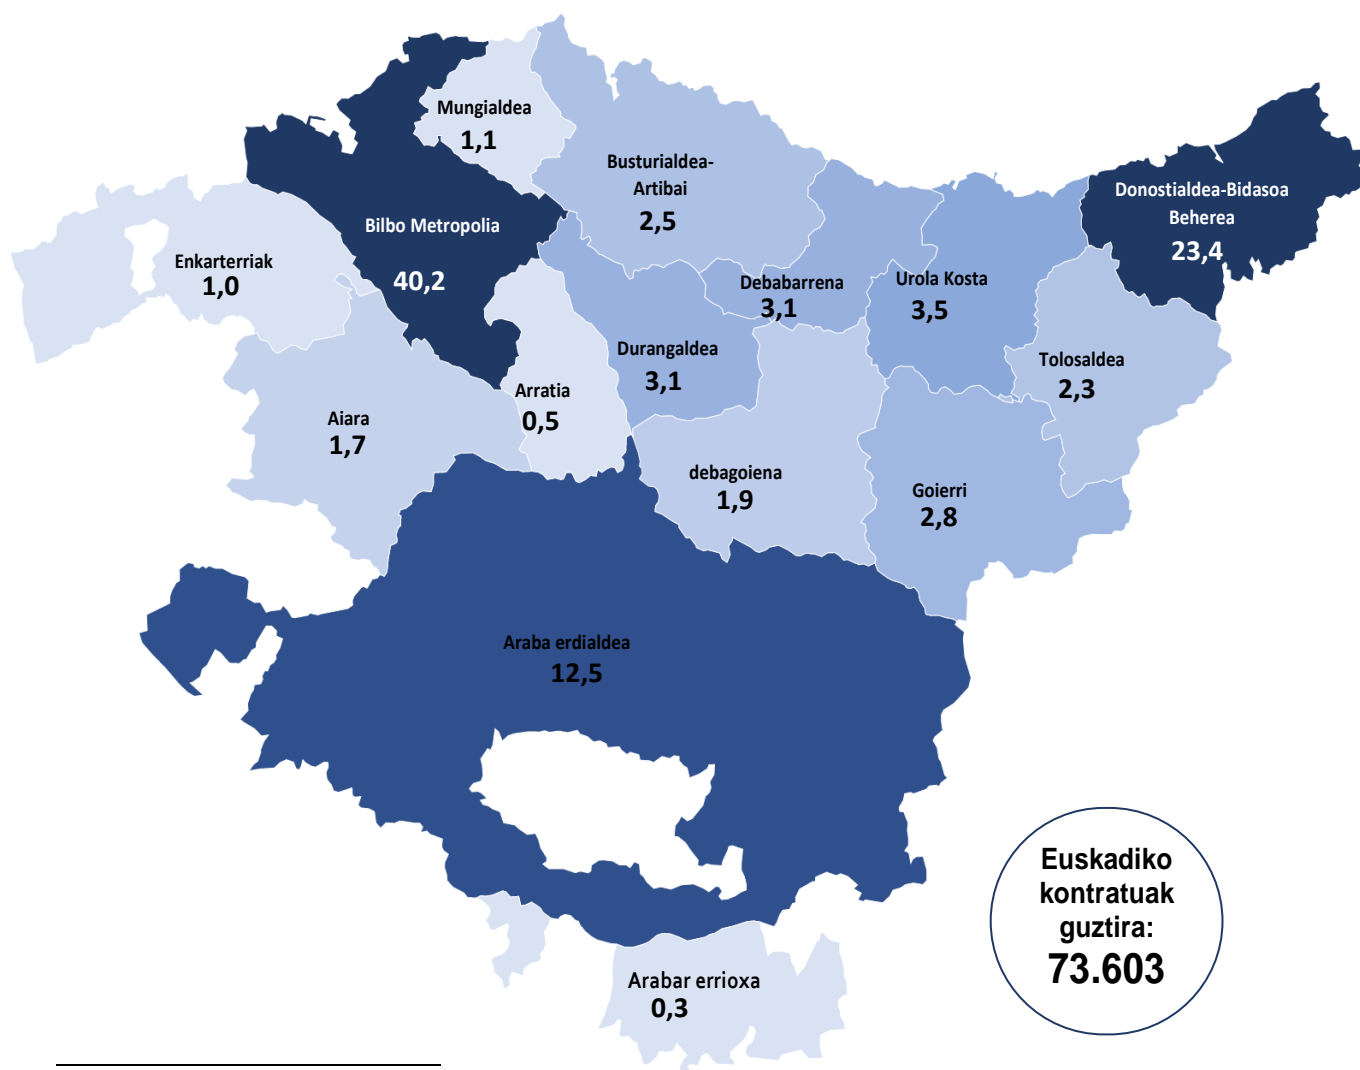 Mungialdea
1,1
Busturialdea-
Artibai
2,5
Donostialdea-Bidasoa
Beherea
23,4
Bilbo Metropolia
40,2
Enkarterriak
1,0
Debabarrena
3,1
Urola Kosta
3,5
Durangaldea
3,1
Tolosaldea
2,3
Arratia
0,5
Aiara
1,7
debagoiena
1,9
Goierri
2,8
Araba erdialdea
12,5
Euskadiko
kontratuak
guztira:
73.603
Arabar errioxa
0,3